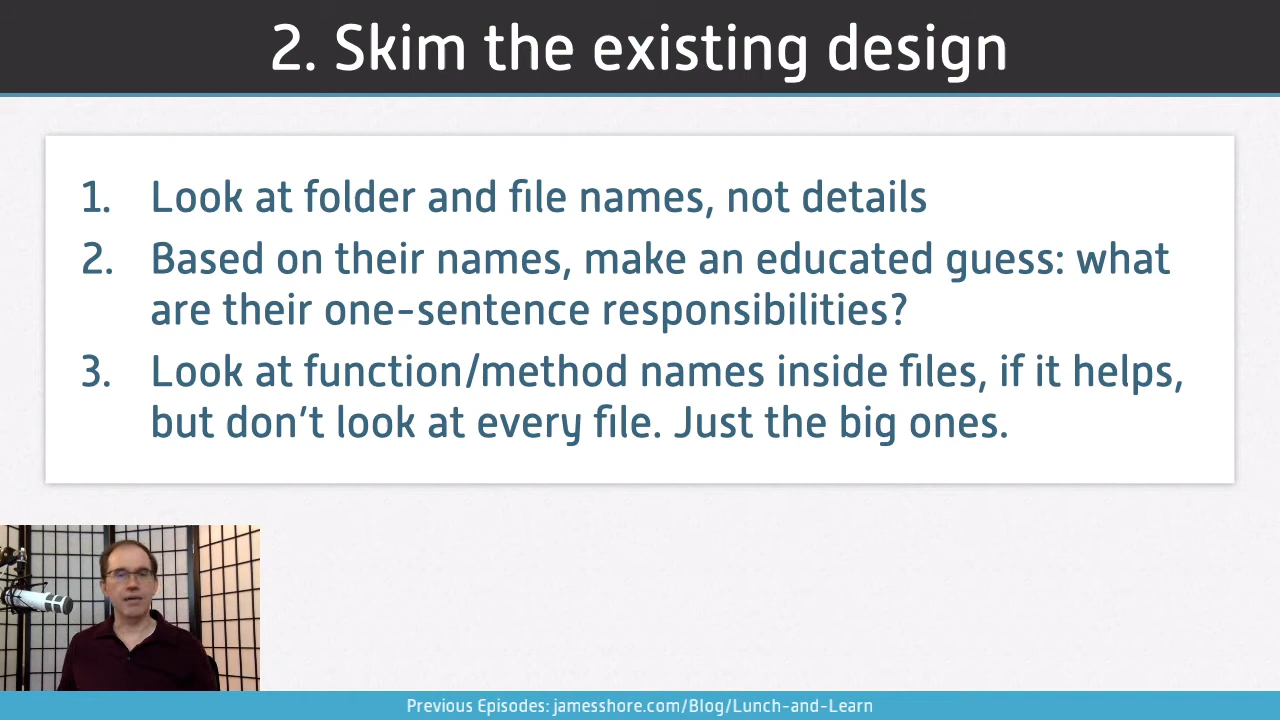 2. Skim the existing design
1. Look at folder and file names, not details
2. Based on their names, make an educated guess: what
are their one-sentence responsibilities?
3. Look at function/method names inside files, if it helps,
but don’t look at every file. Just the big ones.
Previous Episodes: jamesshore.com/Blog/Lunch-and-Learn